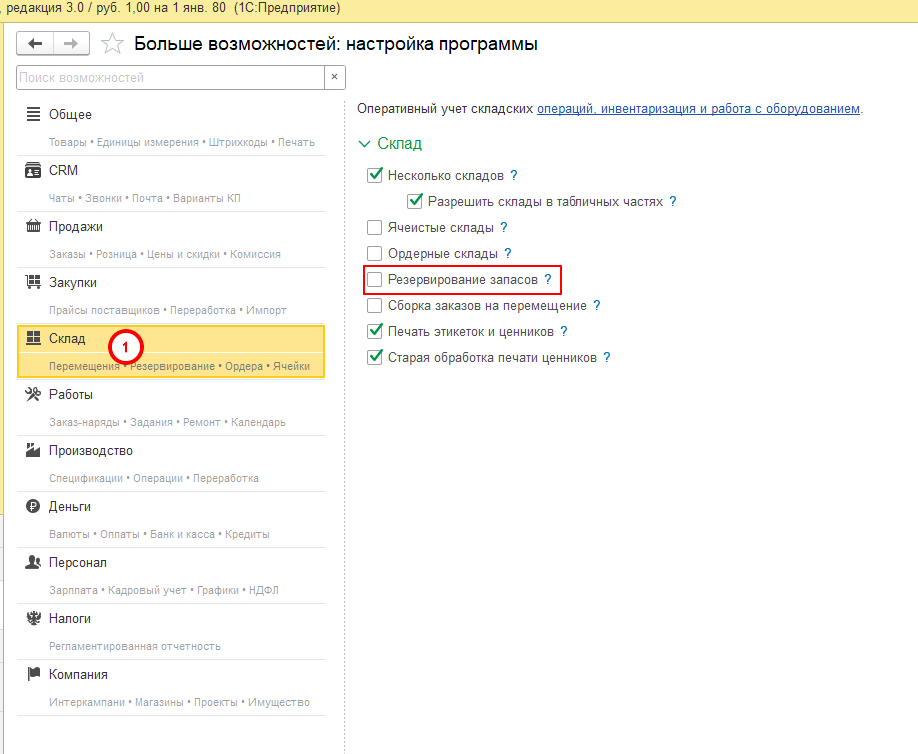 , редакция 3.0 / руб. 1,00 на 1 янв. 80 (1С:Предприятие)
Больше возможностей: настройка программы
Поиск возможностей
×
Общее
Товары • Единицы измерения • Штрихкоды • Печать
CRM
Чаты • Звонки • Почта • Варианты КП
Продажи
Заказы • Розница • Цены и скидки • Комиссия
Закупки
Прайсы поставщиков • Переработка • Импорт
Склад
1
Перемещения • Резервирование • Ордера • Ячейки
Работы
Заказ-наряды • Задания • Ремонт • Календарь
Производство
Спецификации • Операции • Переработка
Деньги
Валюты • Оплаты • Банк и касса • Кредиты
Персонал
Зарплата • Кадровый учет • Графики • НДФЛ
Налоги
Регламентированная отчетность
Компания
Интеркампани • Магазины • Проекты • Имущество
Оперативный учет складских операций, инвентаризация и работа с оборудованием.
Склад
Несколько складов ?
Разрешить склады в табличных частях ?
Ячеистые склады ?
Ордерные склады ?
Резервирование запасов ?
Сборка заказов на перемещение ?
Печать этикеток и ценников ?
Старая обработка печати ценников ?